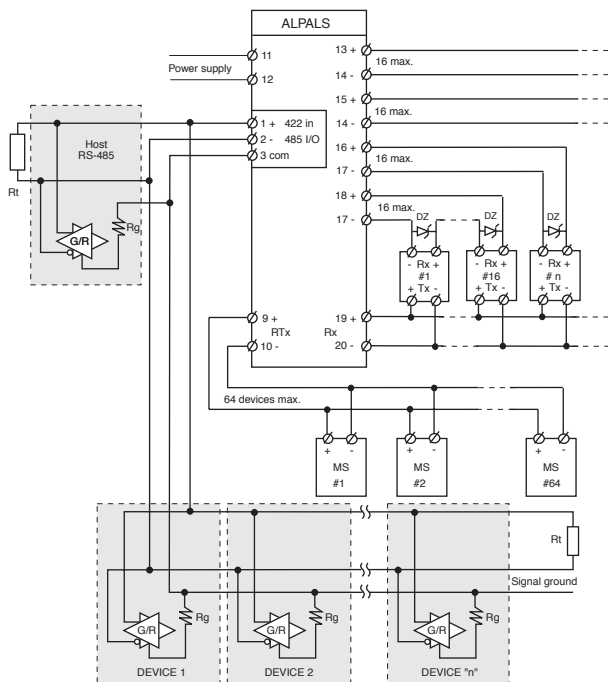 ALPALS
11
Power supply
12
13 +
16 max.
14 -
15 +
16 max.
14 -
16 +
16 max.
17 -
18 +
16 max.
17 -
1 + 422 in
2 - 485 I/O
3 com
Host
RS-485
Rt
G/R
Rg
DZ
DZ
DZ
- Rx +
#1
+ Tx -
- Rx +
#16
+ Tx -
- Rx +
# n
+ Tx -
9 +
RTx
10 -
19 +
Rx
20 -
64 devices max.
+ -
MS
#1
+ -
MS
#2
+ -
MS
#64
Rt
Signal ground
G/R
Rg
DEVICE 1
G/R
Rg
DEVICE 2
G/R
Rg
DEVICE "n"